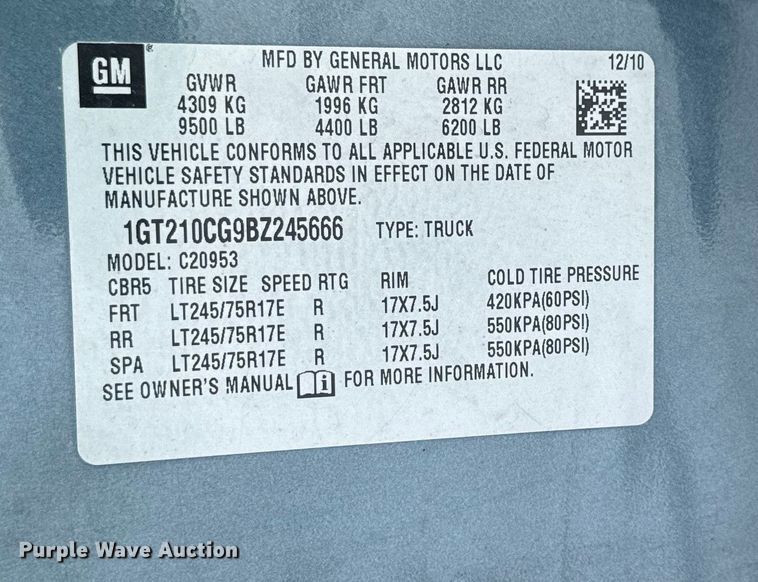 GM ®
MFD BY GENERAL MOTORS LLC 12/10
GVWR GAWR FRT GAWR RR
4309 KG 1996 KG 2812 KG
9500 LB 4400 LB 6200 LB
THIS VEHICLE CONFORMS TO ALL APPLICABLE U.S. FEDERAL MOTOR
VEHICLE SAFETY STANDARDS IN EFFECT ON THE DATE OF
MANUFACTURE SHOWN ABOVE.
1GT210CG9BZ245666 TYPE: TRUCK
MODEL: C20953
CBR5 TIRE SIZE SPEED RTG RIM COLD TIRE PRESSURE
FRT LT245/75R17E R 17X7.5J 420KPA(60PSI)
RR LT245/75R17E R 17X7.5J 550KPA(80PSI)
SPA LT245/75R17E R 17X7.5J 550KPA(80PSI)
SEE OWNER'S MANUAL i FOR MORE INFORMATION.
Purple Wave Auction